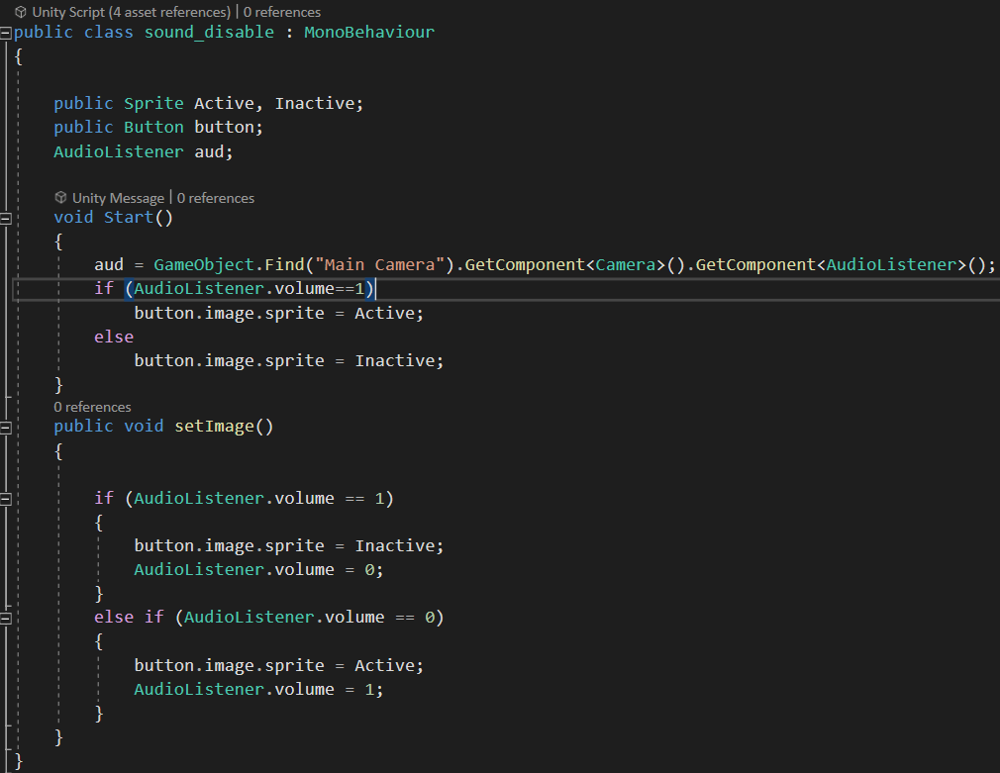 Unity Script (4 asset references) | 0 references
public class sound_disable : MonoBehaviour
{
public Sprite Active, Inactive;
public Button button;
AudioListener aud;
Unity Message | 0 references
void Start()
{
aud = GameObject.Find("Main Camera").GetComponent<Camera>().GetComponent<AudioListener>();
if (AudioListener.volume==1)
button.image.sprite = Active;
else
button.image.sprite = Inactive;
}
0 references
public void setImage()
{
if (AudioListener.volume == 1)
{
button.image.sprite = Inactive;
AudioListener.volume = 0;
}
else if (AudioListener.volume == 0)
{
button.image.sprite = Active;
AudioListener.volume = 1;
}
}
}